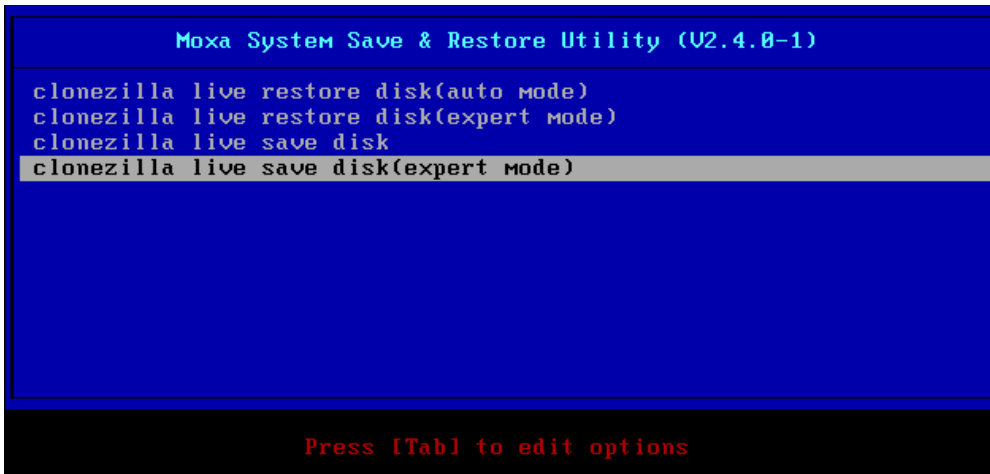 Moxa System Save & Restore Utility (V2.4.0-1)
clonezilla live restore disk(auto mode)
clonezilla live restore disk(expert mode)
clonezilla live save disk
clonezilla live save disk(expert mode)
Press [Tab] to edit options